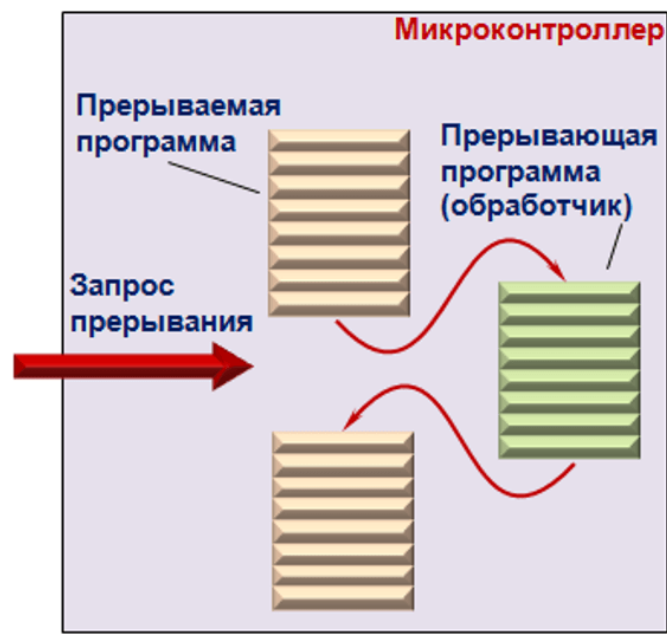 Микроконтроллер
Прерываемая
программа
Прерывающая
программа
(обработчик)
Запрос
прерывания